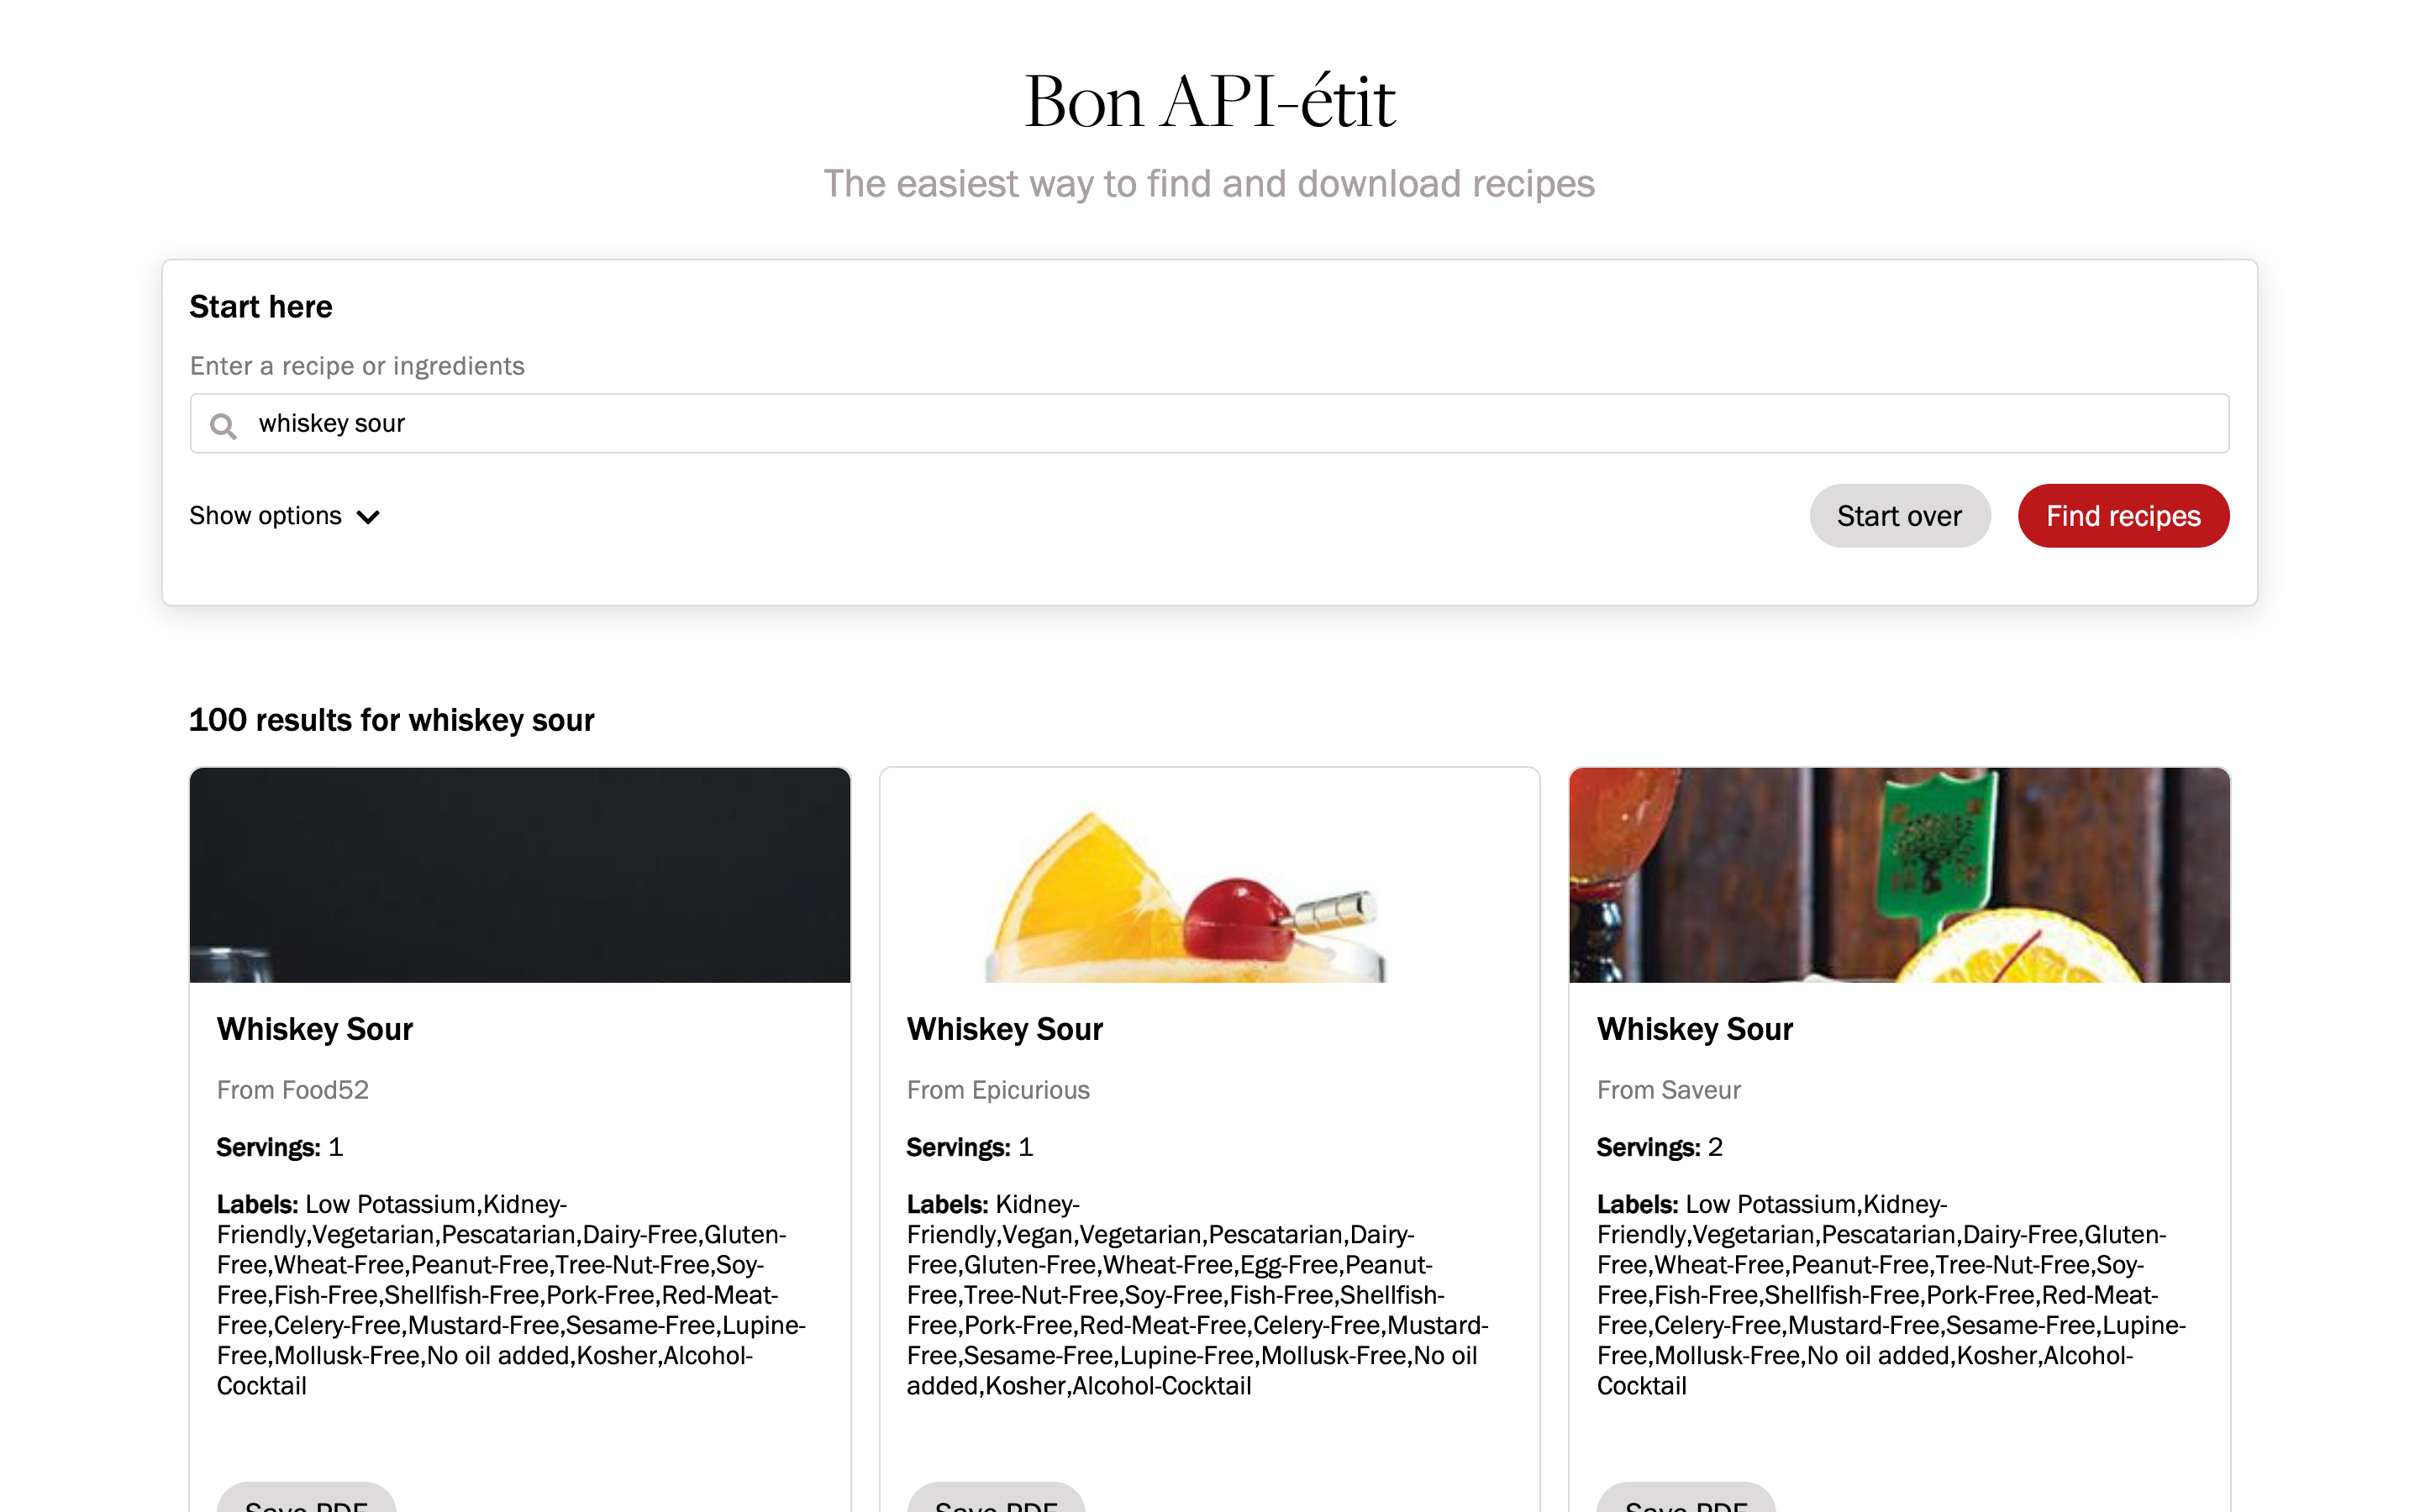 Bon API-étit
The easiest way to find and download recipes
Start here
Enter a recipe or ingredients
whiskey sour
Show options
Start over
Find recipes
100 results for whiskey sour
Whiskey Sour
From Food52
Servings: 1
Labels: Low Potassium,Kidney-
Friendly,Vegetarian,Pescatarian,Dairy-Free,Gluten-
Free,Wheat-Free,Peanut-Free,Tree-Nut-Free,Soy-
Free,Fish-Free,Shellfish-Free,Pork-Free,Red-Meat-
Free,Celery-Free,Mustard-Free,Sesame-Free,Lupine-
Free,Mollusk-Free,No oil added,Kosher,Alcohol-
Cocktail
Save PDF
Whiskey Sour
From Epicurious
Servings: 1
Labels: Kidney-
Friendly,Vegan,Vegetarian,Pescatarian,Dairy-
Free,Gluten-Free,Wheat-Free,Egg-Free,Peanut-
Free,Tree-Nut-Free,Soy-Free,Fish-Free,Shellfish-
Free,Pork-Free,Red-Meat-Free,Celery-Free,Mustard-
Free,Sesame-Free,Lupine-Free,Mollusk-Free,No oil
added,Kosher,Alcohol-Cocktail
Save PDF
Whiskey Sour
From Saveur
Servings: 2
Labels: Low Potassium,Kidney-
Friendly,Vegetarian,Pescatarian,Dairy-Free,Gluten-
Free,Wheat-Free,Peanut-Free,Tree-Nut-Free,Soy-
Free,Fish-Free,Shellfish-Free,Pork-Free,Red-Meat-
Free,Celery-Free,Mustard-Free,Sesame-Free,Lupine-
Free,Mollusk-Free,No oil added,Kosher,Alcohol-
Cocktail
Save PDF